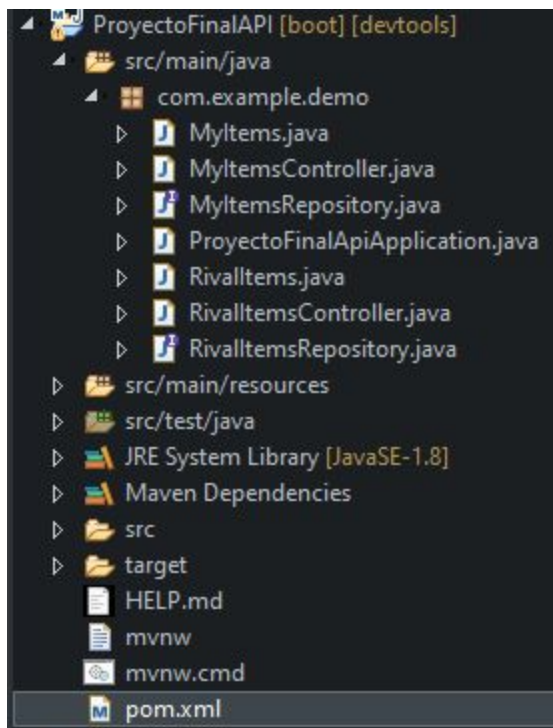 ProyectoFinalAPI [boot] [devtools]
src/main/java
com.example.demo
MyItems.java
MyItemsController.java
MyItemsRepository.java
ProyectoFinalApiApplication.java
RivalItems.java
RivalItemsController.java
RivalItemsRepository.java
src/main/resources
src/test/java
JRE System Library [JavaSE-1.8]
Maven Dependencies
src
target
HELP.md
mvnw
mvnw.cmd
pom.xml